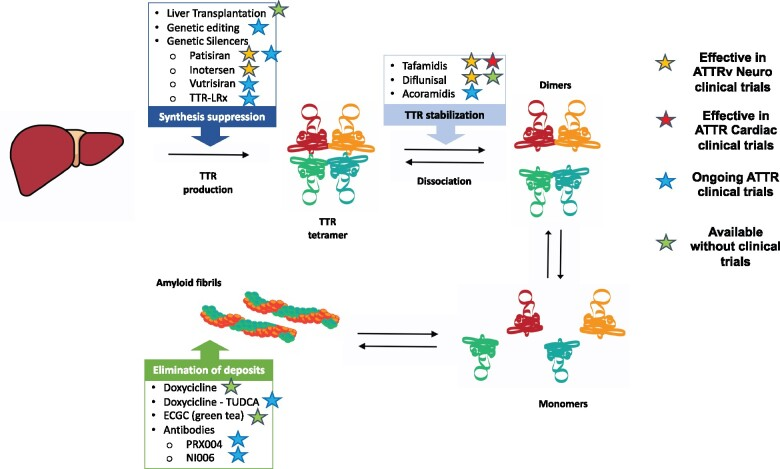 • Liver Transplantation
• Genetic editing
• Genetic Silencers
o Patisiran
o Inotersen
o Vutrisiran
o TTR-LRx
Synthesis suppression
• Tafamidis
• Diflunisal
• Acoramidis
TTR stabilization
Dimers
Effective in
ATTRv Neuro
clinical trials
Effective in
ATTR Cardiac
clinical trials
Ongoing ATTR
clinical trials
Available
without clinical
trials
TTR
production
TTR
tetramer
Dissociation
Amyloid fibrils
Monomers
Elimination of deposits
• Doxycicline
• Doxycicline - TUDCA
• ECGC (green tea)
• Antibodies
o PRX004
o NI006